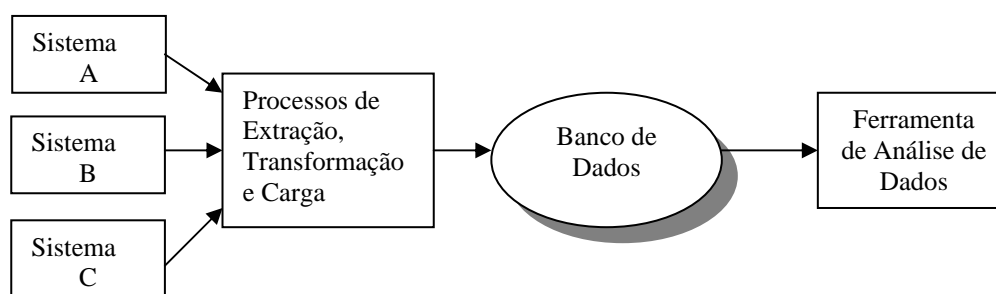 Sistema
A
Sistema
B
Sistema
C
Processos de
Extração,
Transformação
e Carga
Banco de
Dados
Ferramenta
de Análise de
Dados